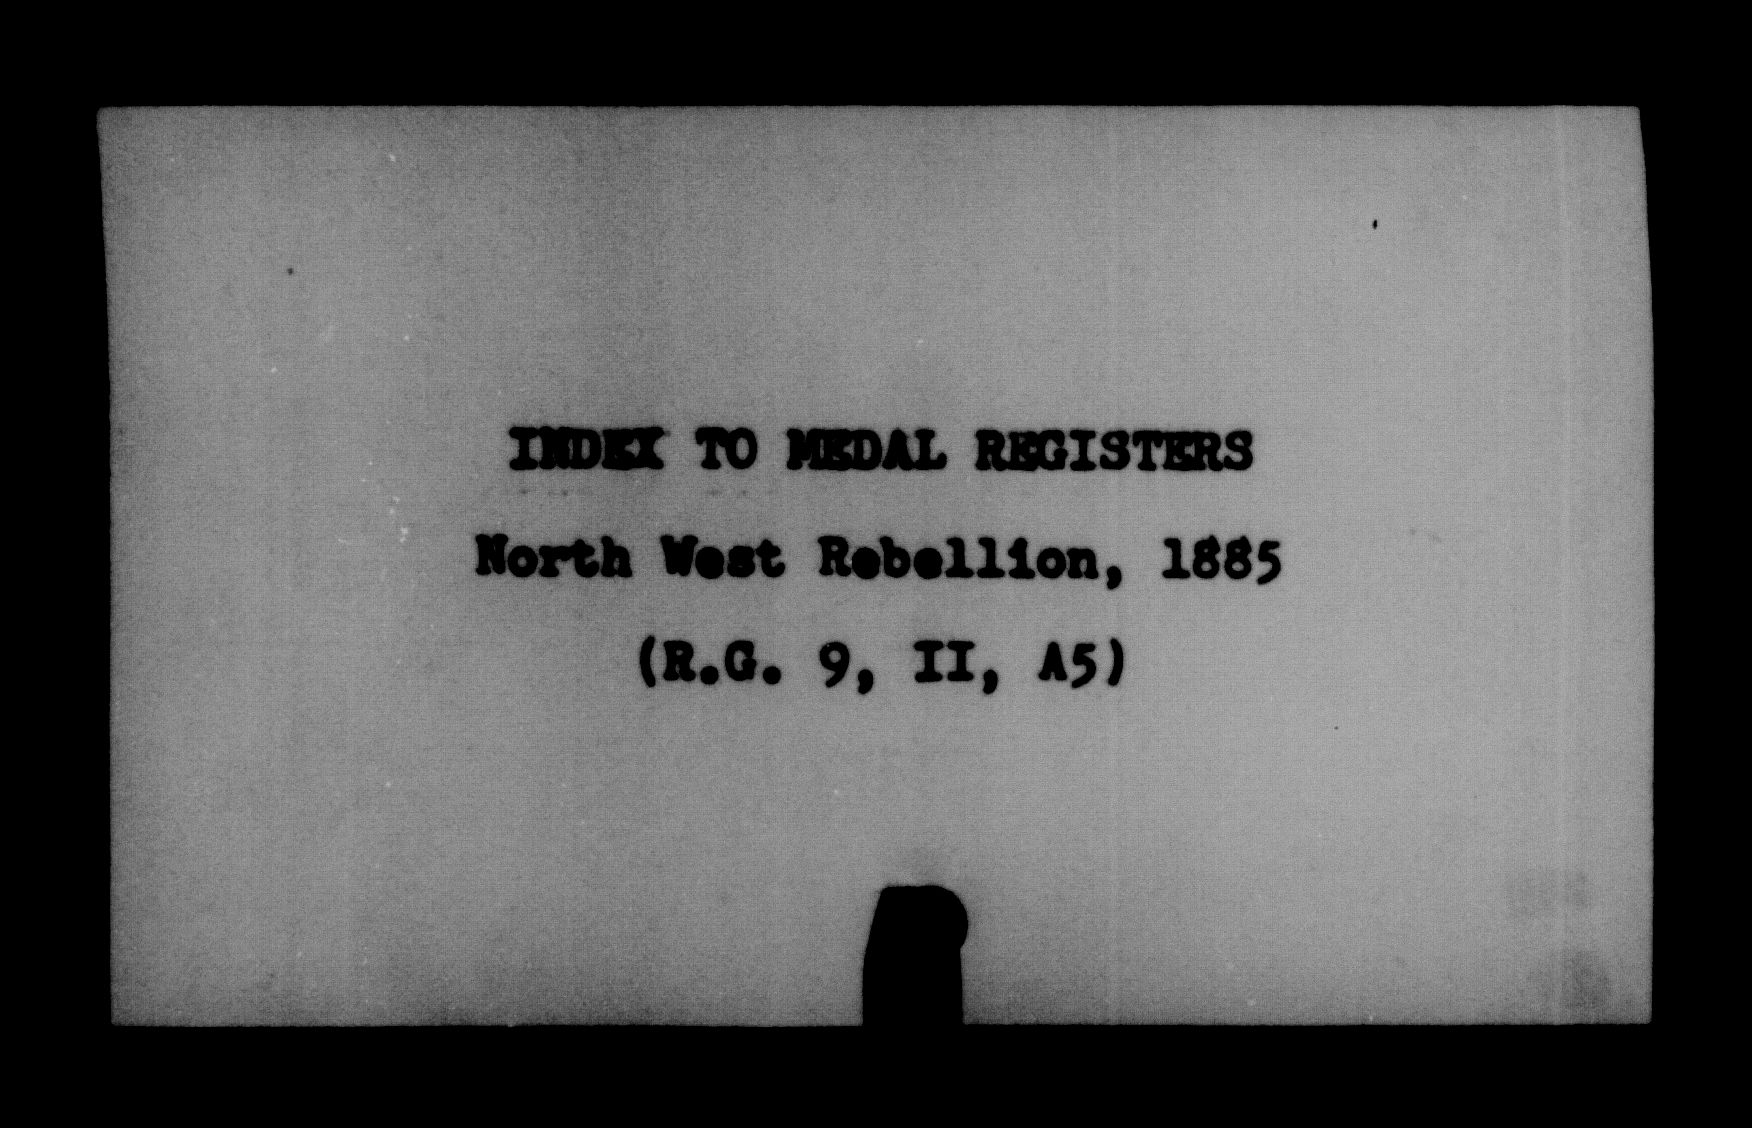 INDEX TO MEDAL REGISTERS
North West Rebellion, 1885
(R.G. 9, II, A5)